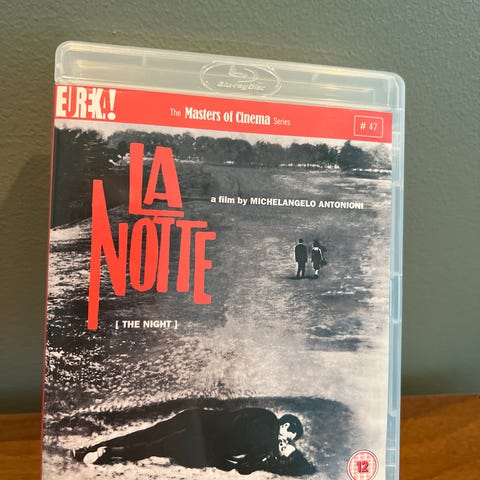 Blu-ray Disc
EUREKA!
The Masters of Cinema Series
# 47
LA
NOTTE
a film by MICHELANGELO ANTONIONI
[ THE NIGHT ]
12